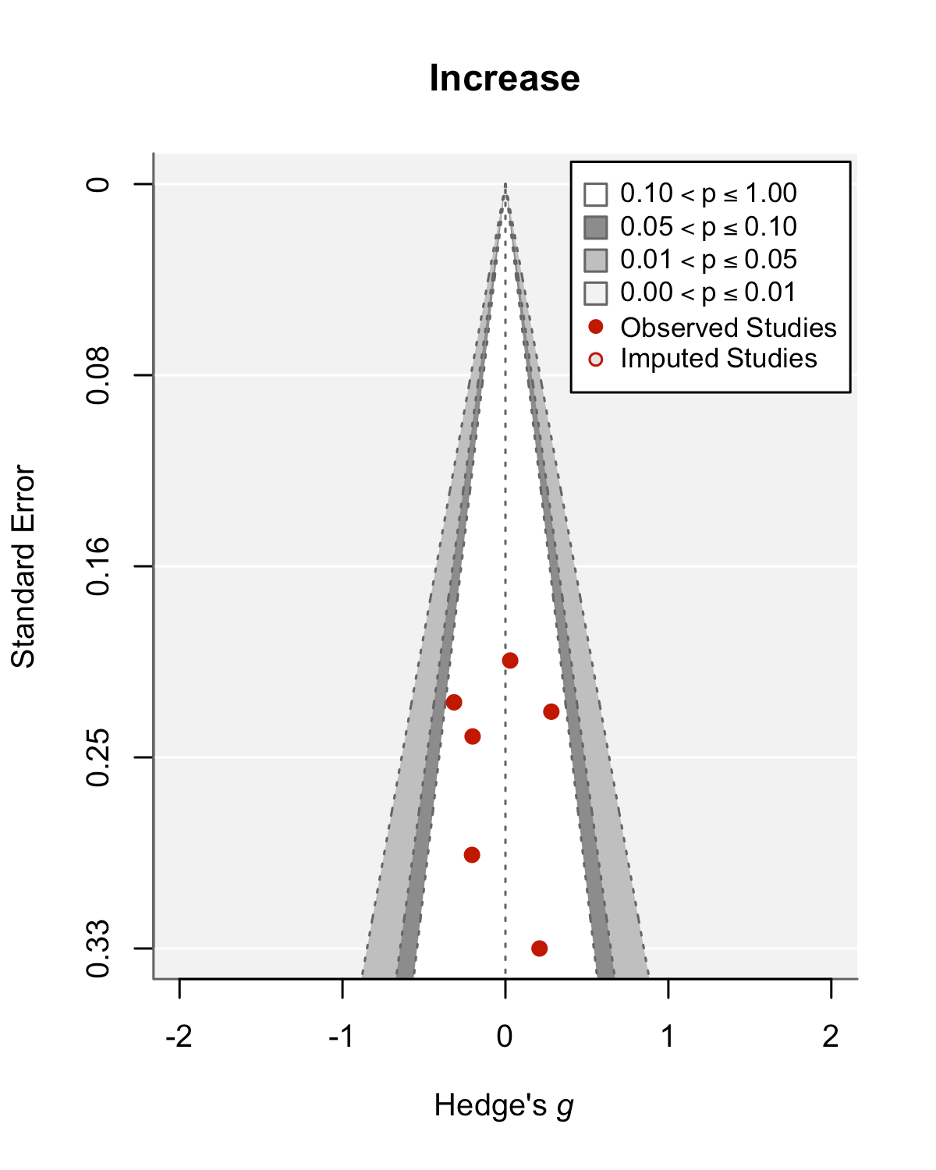 Increase
0.10 < p ≤ 1.00
0.05 < p ≤ 0.10
0.01 < p ≤ 0.05
0.00 < p ≤ 0.01
Observed Studies
Imputed Studies
0
0.08
0.16
0.25
0.33
Standard Error
-2
-1
0
1
2
Hedge's g